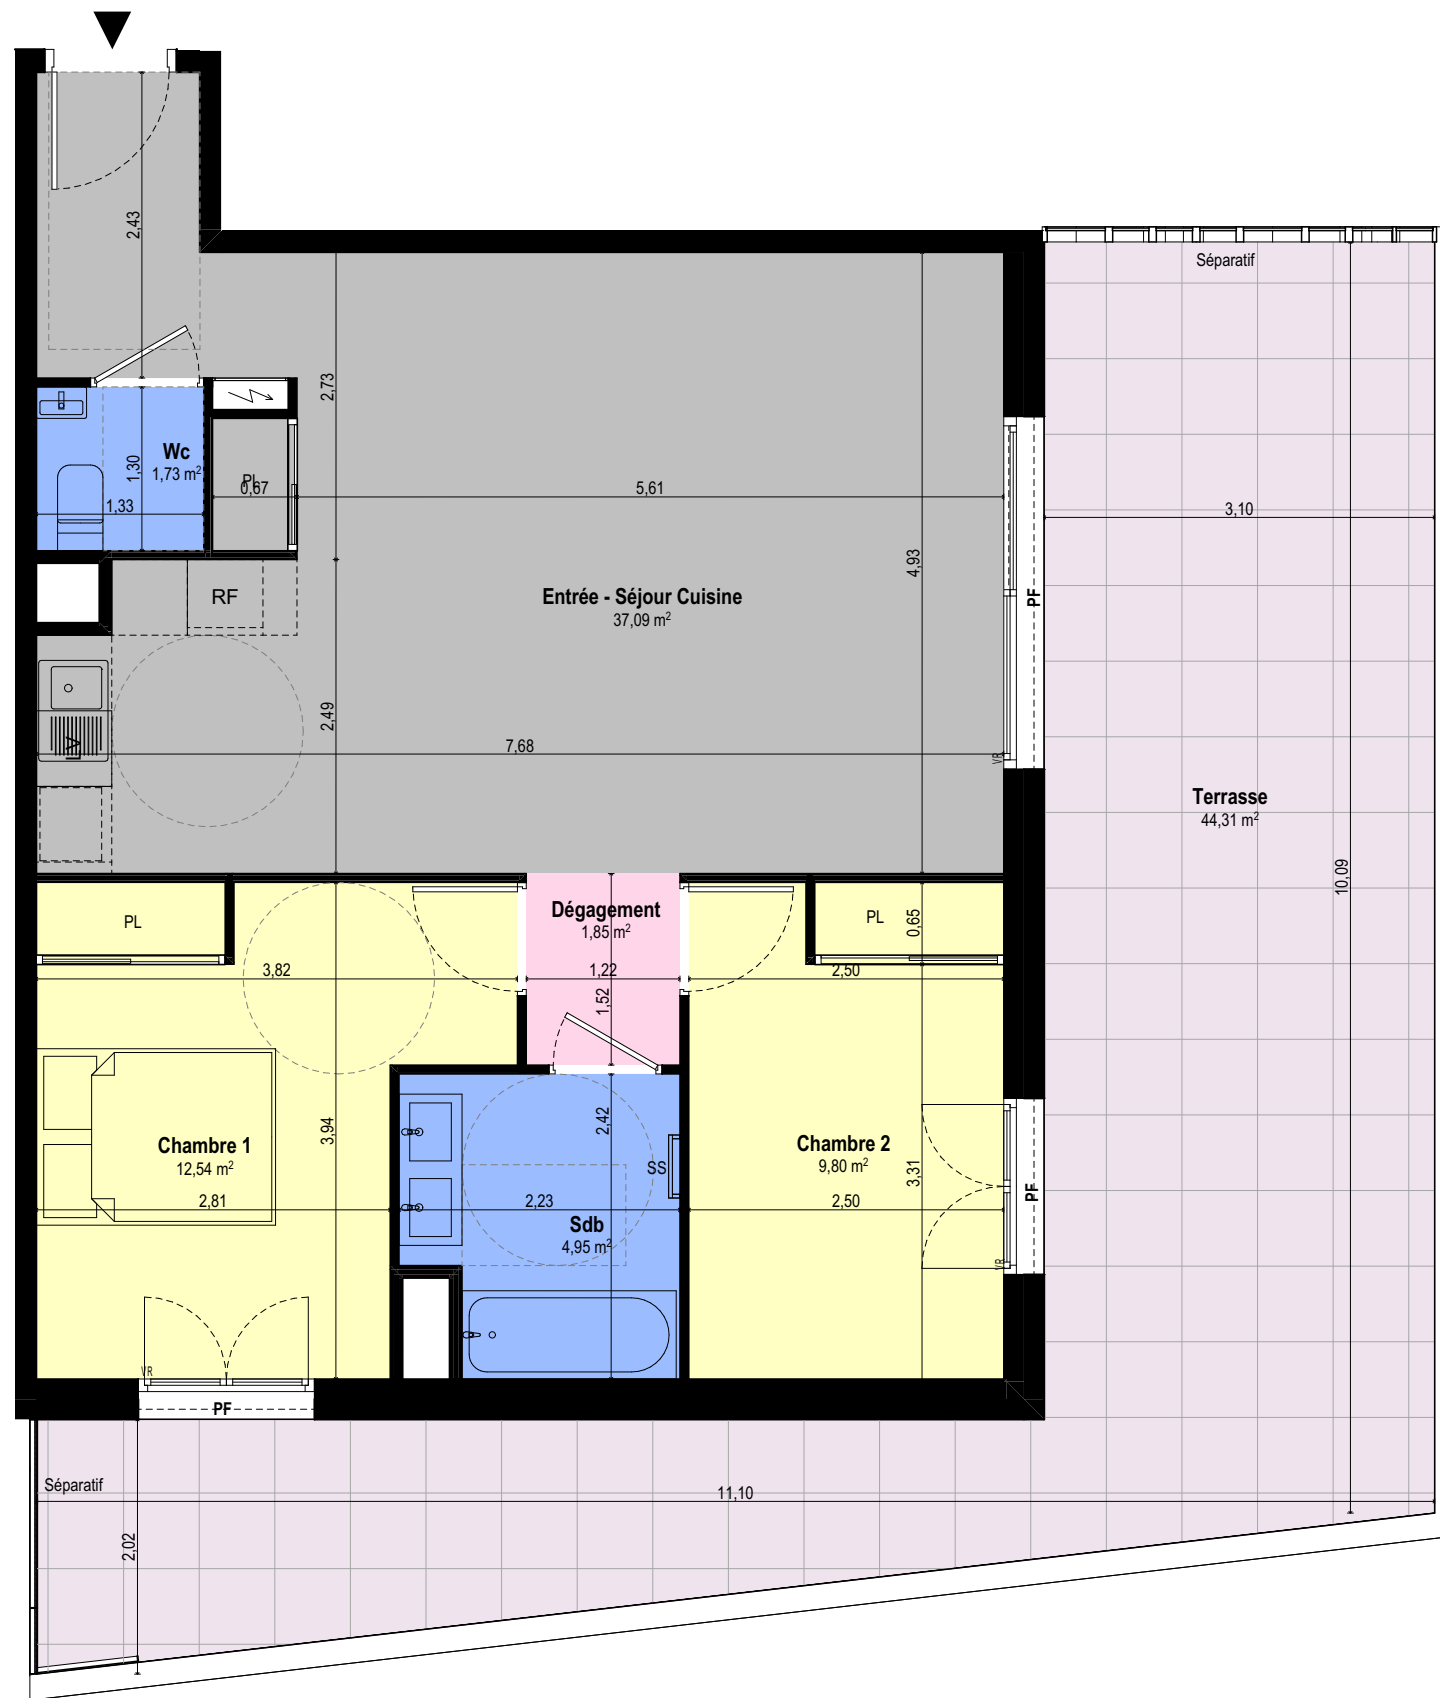 2,43
Séparatif
2,73
Wc
1,73 m²
1,30
1,33
PL
0,67
5,61
4,93
3,10
RF
Entrée - Séjour Cuisine
37,09 m²
PF
2,49
LV
7,68
VR
Terrasse
44,31 m²
10,09
PL
Dégagement
1,85 m²
PL
0,65
3,82
1,22
2,50
1,52
Chambre 1
12,54 m²
3,94
2,42
Chambre 2
9,80 m²
SS
3,31
PF
2,81
2,23
2,50
Sdb
4,95 m²
VR
VR
PF
Séparatif
11,10
2,02